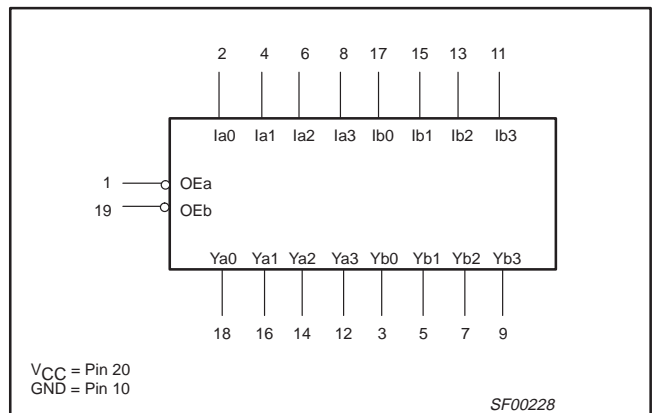 2 4 6 8 17 15 13 11
Ia0 Ia1 Ia2 Ia3 Ib0 Ib1 Ib2 Ib3
1 OEa
19 OEb
Ya0 Ya1 Ya2 Ya3 Yb0 Yb1 Yb2 Yb3
18 16 14 12 3 5 7 9
VCC = Pin 20
GND = Pin 10
SF00228